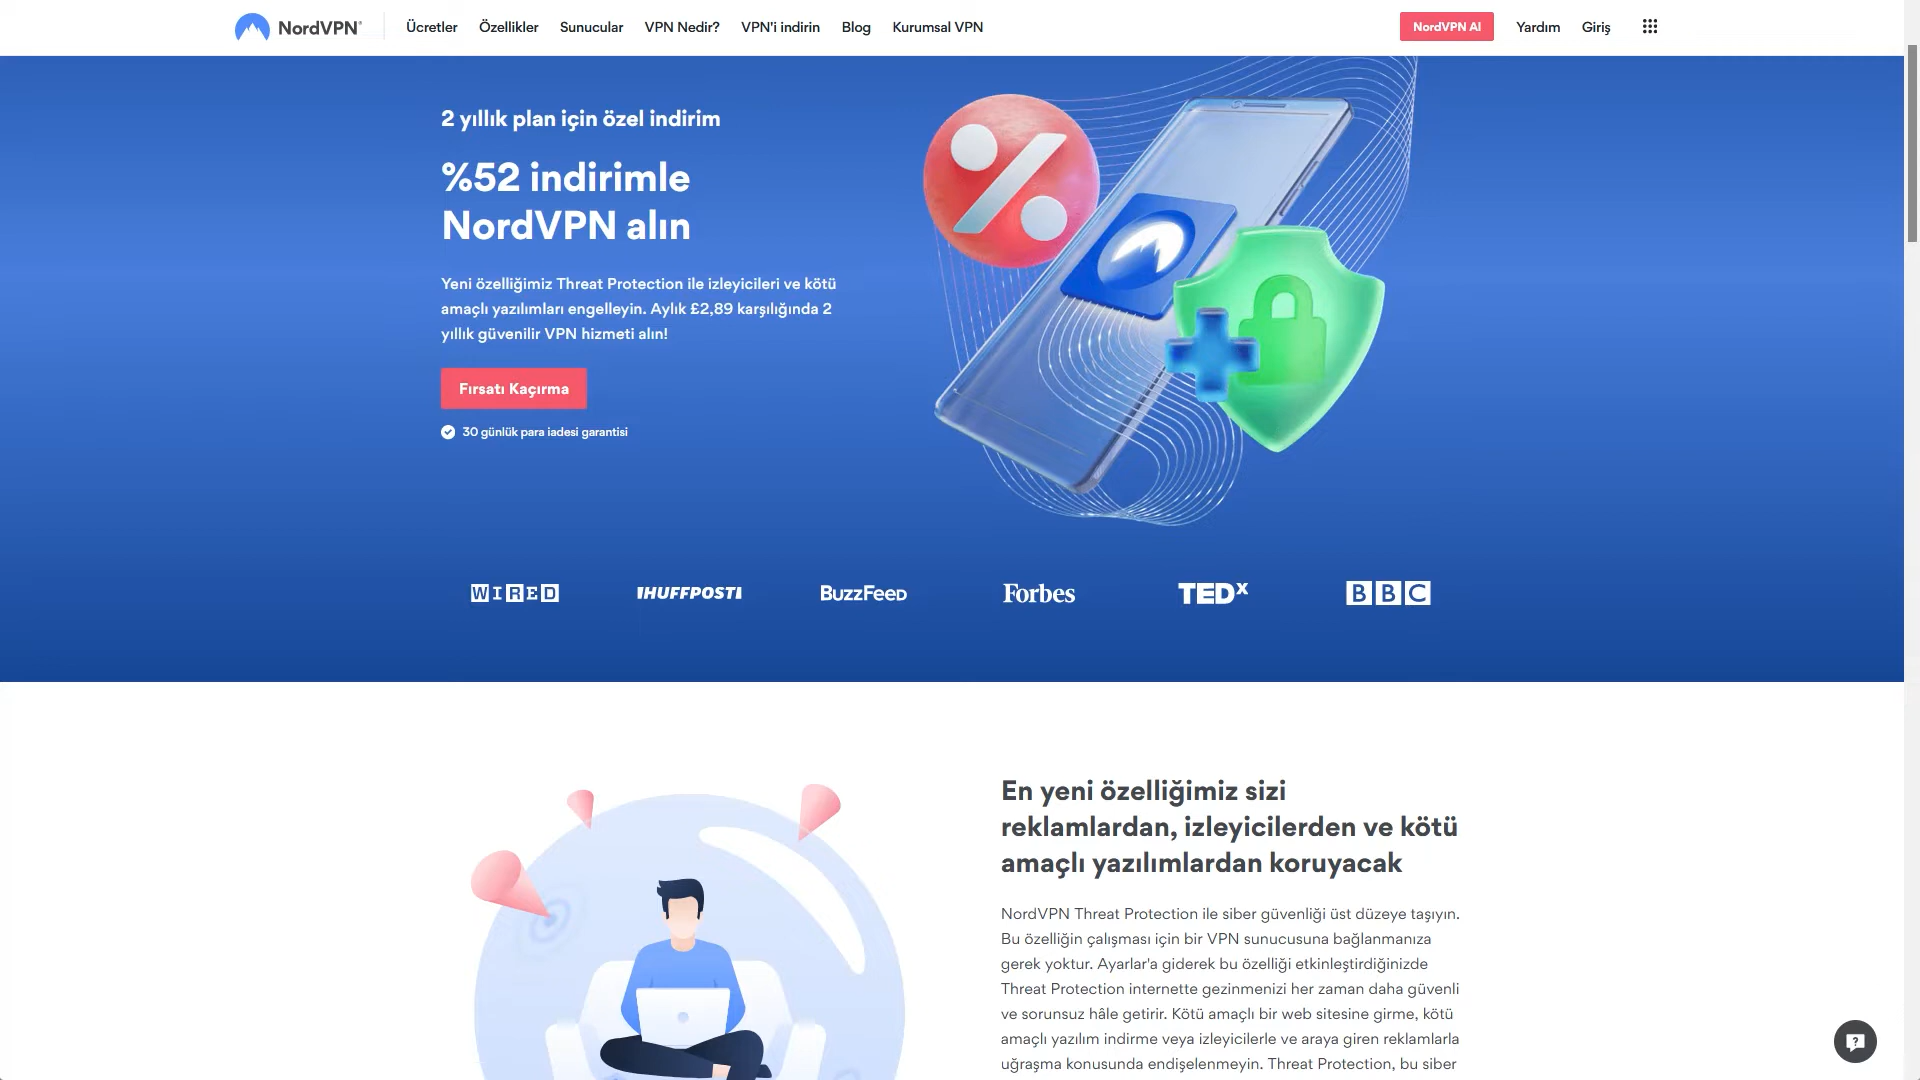 NordVPN®
Ücretler
Özellikler
Sunucular
VPN Nedir?
VPN'i indirin
Blog
Kurumsal VPN
NordVPN Al
Yardım
Giriş
2 yıllık plan için özel indirim
%52 indirimle
NordVPN alın
Yeni özelliğimiz Threat Protection ile izleyicileri ve kötü
amaçlı yazılımları engelleyin. Aylık £2,89 karşılığında 2
yıllık güvenilir VPN hizmeti alın!
Fırsatı Kaçırma
30 günlük para iadesi garantisi
%
WIRED
HUFFPOST
BuzzFeed
Forbes
TEDx
BBC
En yeni özelliğimiz sizi
reklamlardan, izleyicilerden ve kötü
amaçlı yazılımlardan koruyacak
NordVPN Threat Protection ile siber güvenliği üst düzeye taşıyın.
Bu özelliğin çalışması için bir VPN sunucusuna bağlanmanıza
gerek yoktur. Ayarlar'a giderek bu özelliği etkinleştirdiğinizde
Threat Protection internette gezinmenizi her zaman daha güvenli
ve sorunsuz hâle getirir. Kötü amaçlı bir web sitesine girme, kötü
amaçlı yazılım indirme veya izleyicilerle ve araya giren reklamlarla
uğraşma konusunda endişelenmeyin. Threat Protection, bu siber
?